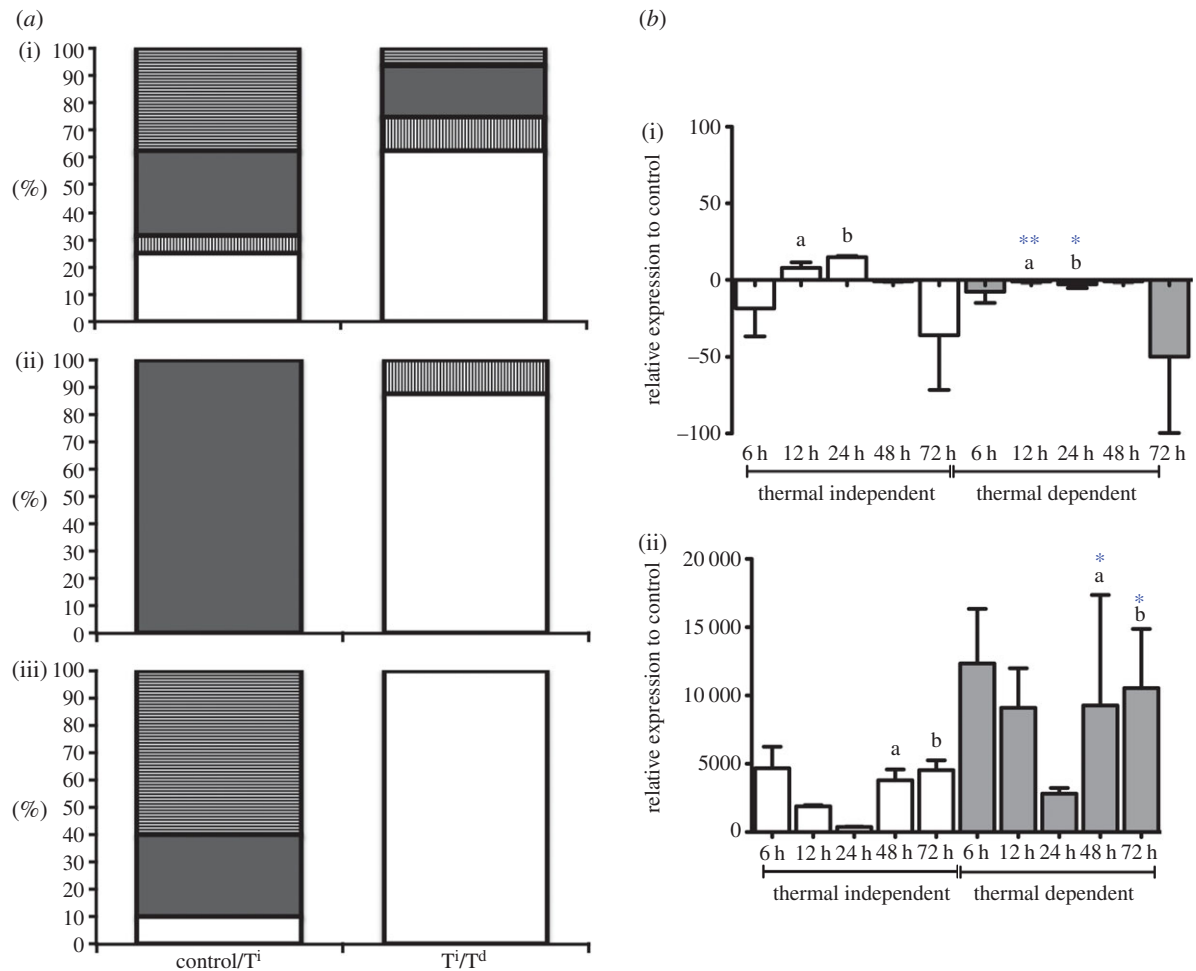 (a)
(i)
100
90
80
70
60
50
40
30
20
10
0
(%)
(ii)
100
90
80
70
60
50
40
30
20
10
0
(%)
(iii)
100
90
80
70
60
50
40
30
20
10
0
(%)
control/Tⁱ
Tⁱ/Tᵈ
(b)
(i)
relative expression to control
100
50
0
–50
–100
a
b
**
a
*
b
6 h 12 h 24 h 48 h 72 h 6 h 12 h 24 h 48 h 72 h
thermal independent
thermal dependent
(ii)
relative expression to control
20 000
15 000
10 000
5000
0
a
b
*
a
*
b
6 h 12 h 24 h 48 h 72 h 6 h 12 h 24 h 48 h 72 h
thermal independent
thermal dependent